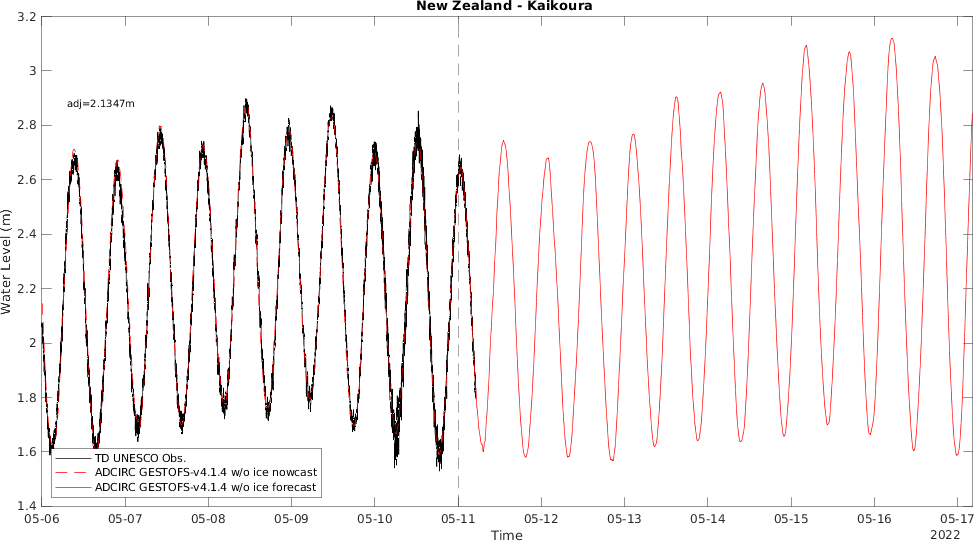 New Zealand - Kaikoura
3.2
3
2.8
2.6
2.4
2.2
2
1.8
1.6
1.4
Water Level (m)
adj=2.1347m
TD UNESCO Obs.
ADCIRC GESTOFS-v4.1.4 w/o ice nowcast
ADCIRC GESTOFS-v4.1.4 w/o ice forecast
05-06 05-07 05-08 05-09 05-10 05-11 05-12 05-13 05-14 05-15 05-16 05-17
Time
2022